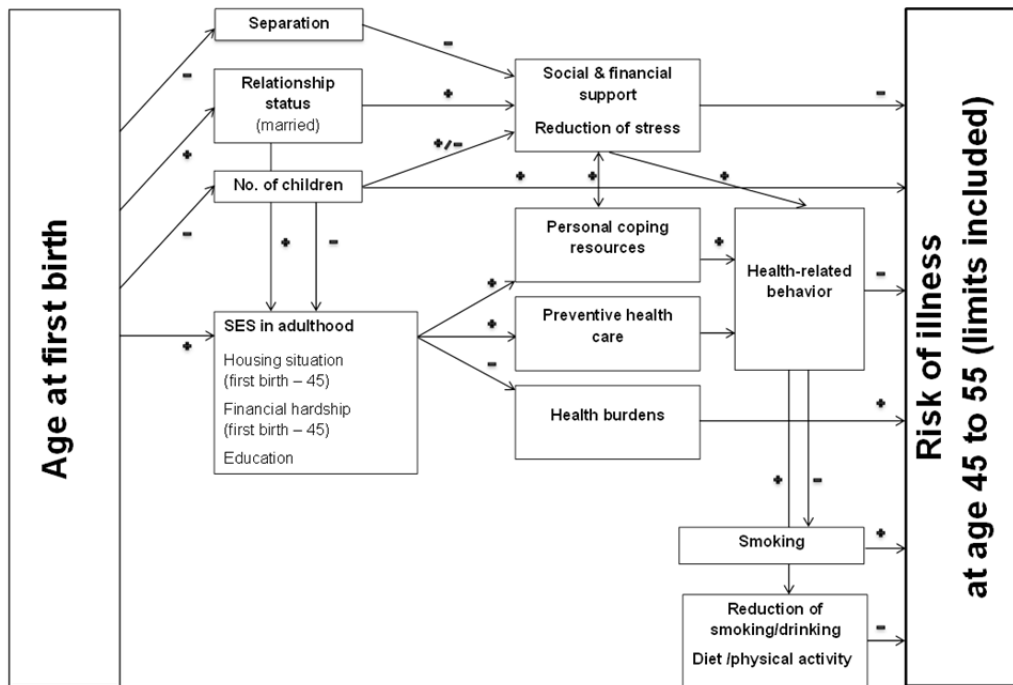 Age at first birth
Separation
−
−
Relationship
status
(married)
+
+
No. of children
+/−
−
+
−
+
SES in adulthood
Housing situation
(first birth – 45)
Financial hardship
(first birth – 45)
Education
+
Social & financial
support
Reduction of stress
−
+
+
+
Personal coping
resources
+
+
Preventive health
care
+
−
Health burdens
+
Health-related
behavior
−
+
−
Smoking
+
Reduction of
smoking/drinking
Diet /physical activity
−
Risk of illness
at age 45 to 55 (limits included)